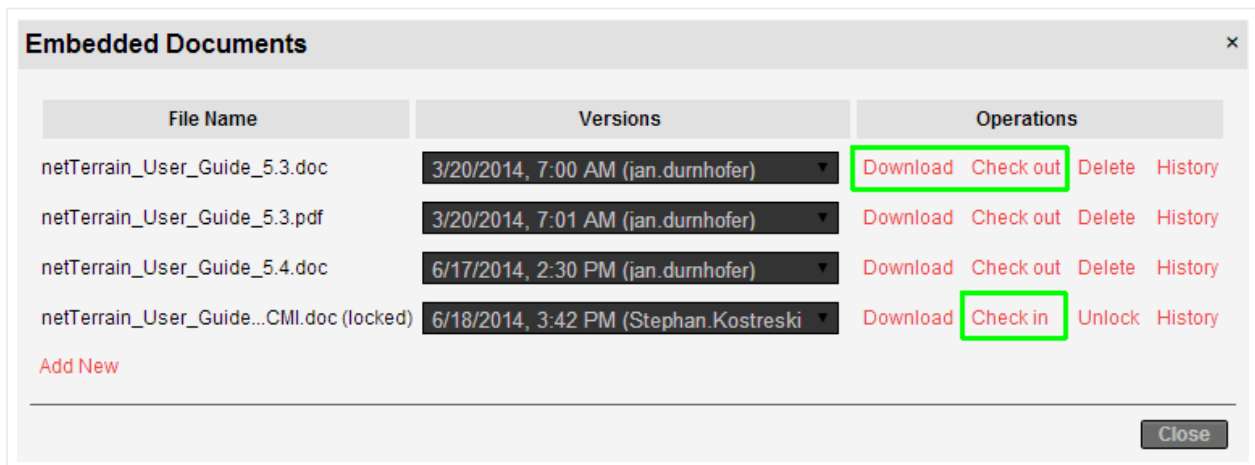 Embedded Documents ×
File Name Versions Operations
netTerrain_User_Guide_5.3.doc 3/20/2014, 7:00 AM (jan.durnhofer) Download Check out Delete History
netTerrain_User_Guide_5.3.pdf 3/20/2014, 7:01 AM (jan.durnhofer) Download Check out Delete History
netTerrain_User_Guide_5.4.doc 6/17/2014, 2:30 PM (jan.durnhofer) Download Check out Delete History
netTerrain_User_Guide...CMI.doc (locked) 6/18/2014, 3:42 PM (Stephan.Kostreski Download Check in Unlock History
Add New
Close